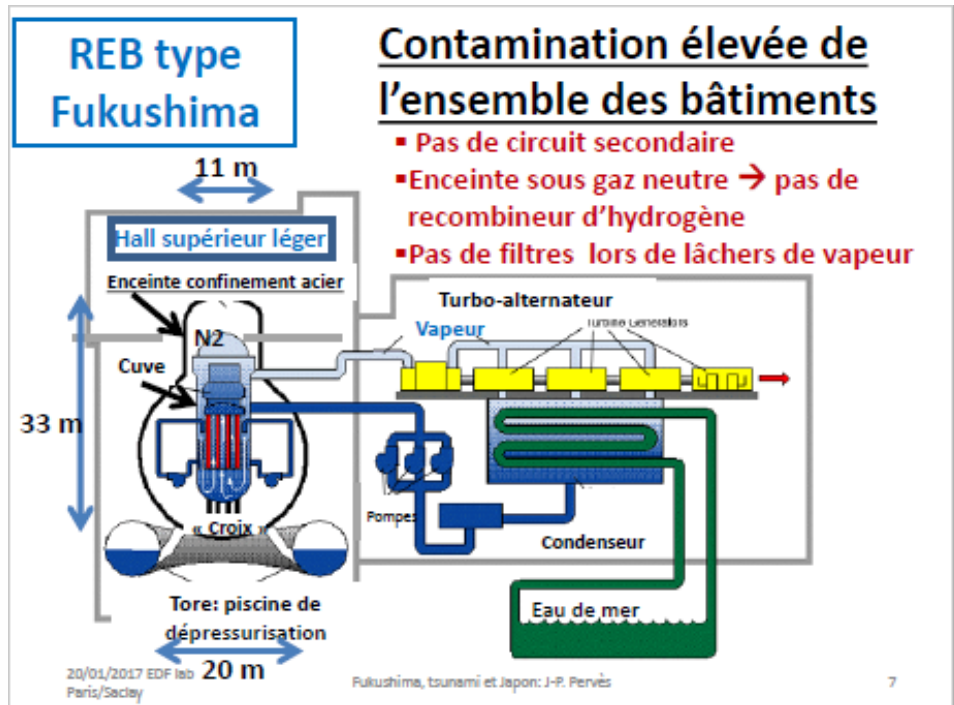 REB type
Fukushima
Contamination élevée de
l'ensemble des bâtiments
▪ Pas de circuit secondaire
▪Enceinte sous gaz neutre → pas de
recombineur d'hydrogène
▪Pas de filtres lors de lâchers de vapeur
11 m
Hall supérieur léger
Enceinte confinement acier
Turbo-alternateur
Turbine Generators
Vapeur
N2
Cuve
33 m
Pompes
« Croix »
Condenseur
Tore: piscine de
dépressurisation
Eau de mer
20 m
20/01/2017 EDF lab
Paris/Saclay
Fukushima, tsunami et Japon: J-P. Pervès
7